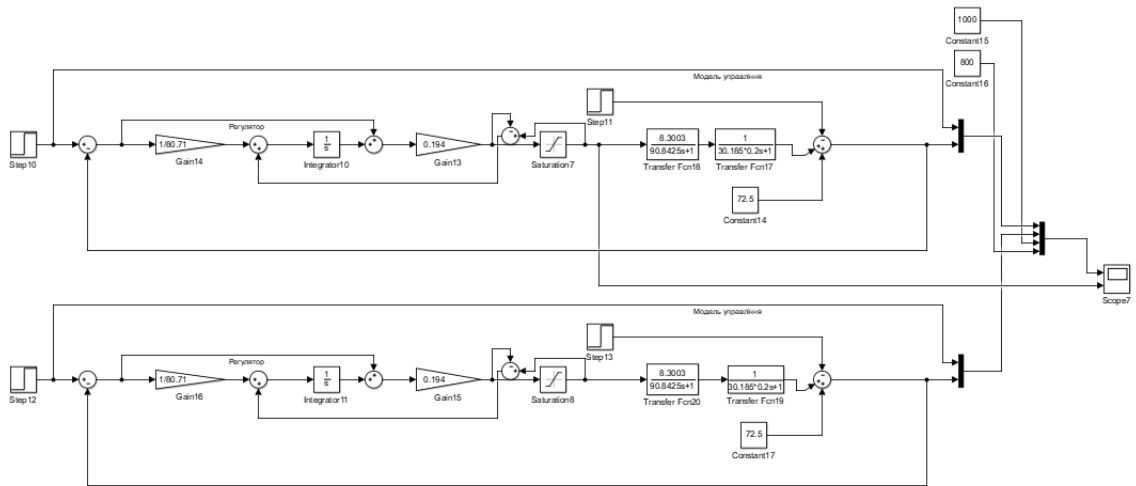 1000
Constant15
800
Constant16
Модель управління
Step11
Регулятор
Step10
1/80.71
Gain14
1
s
Integrator10
0.194
Gain13
Saturation7
8.3003
90.8425s+1
Transfer Fcn18
1
30.185*0.2s+1
Transfer Fcn17
72.5
Constant14
Scope7
Модель управління
Step13
Регулятор
Step12
1/80.71
Gain16
1
s
Integrator11
0.194
Gain15
Saturation8
8.3003
90.8425s+1
Transfer Fcn20
1
30.185*0.2s+1
Transfer Fcn19
72.5
Constant17